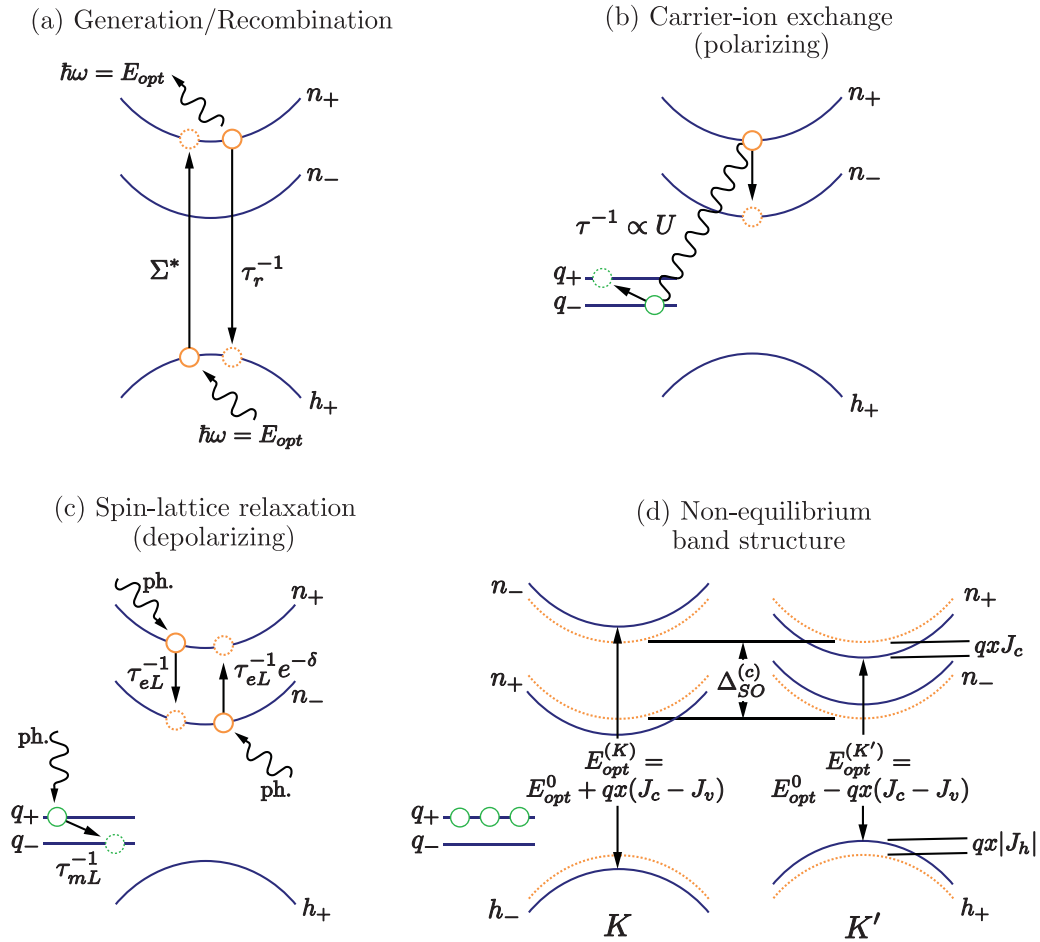 (a) Generation/Recombination
ħω = E_opt
n_+
n_−
Σ* τ_r^−1
h_+
ħω = E_opt
(b) Carrier-ion exchange
(polarizing)
n_+
n_−
τ^−1 ∝ U
q_+
q_−
h_+
(c) Spin-lattice relaxation
(depolarizing)
ph.
n_+
τ_eL^−1 τ_eL^−1 e^−δ
n_−
ph.
ph.
q_+
q_−
τ_mL^−1
h_+
(d) Non-equilibrium
band structure
n_− n_+
qxJ_c
n_+ Δ_SO^(c) n_−
E_opt^(K) =
E_opt^0 + qx(J_c − J_v)
E_opt^(K′) =
E_opt^0 − qx(J_c − J_v)
q_+
q_−
qx|J_h|
h_− K K′ h_+